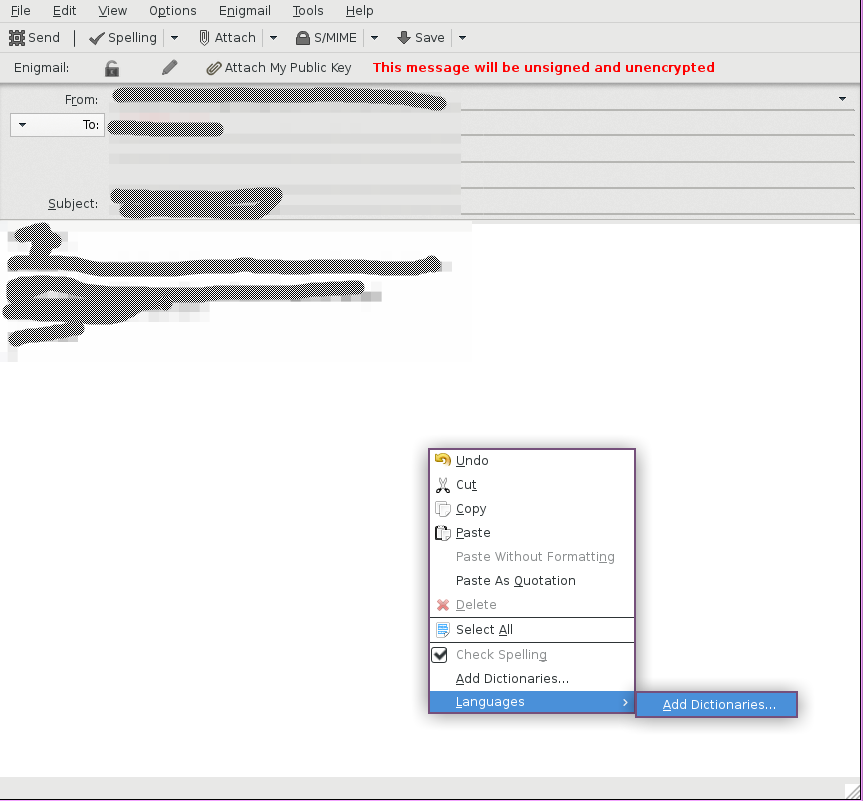 File Edit View Options Enigmail Tools Help
Send Spelling Attach S/MIME Save
Enigmail: Attach My Public Key This message will be unsigned and unencrypted
From:
To:
Subject:
Undo
Cut
Copy
Paste
Paste Without Formatting
Paste As Quotation
Delete
Select All
Check Spelling
Add Dictionaries...
Languages
Add Dictionaries...